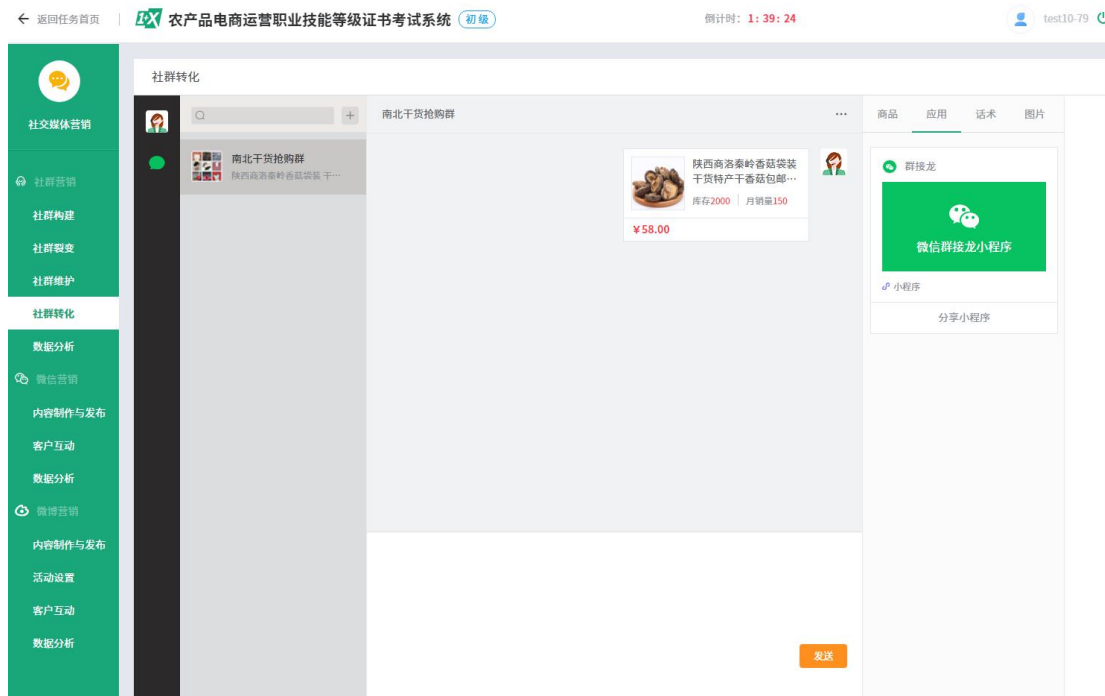 返回任务首页
1+X 农产品电商运营职业技能等级证书考试系统 初级
倒计时: 1:39:24
test10-79
社交媒体营销
社群营销
社群构建
社群裂变
社群维护
社群转化
数据分析
微信营销
内容制作与发布
客户互动
数据分析
微博营销
内容制作与发布
活动设置
客户互动
数据分析
社群转化
南北干货抢购群
陕西商洛秦岭香菇袋装 干…
南北干货抢购群
陕西商洛秦岭香菇袋装
干货特产干香菇包邮…
库存2000 月销量150
¥58.00
发送
商品 应用 话术 图片
群接龙
微信群接龙小程序
小程序
分享小程序